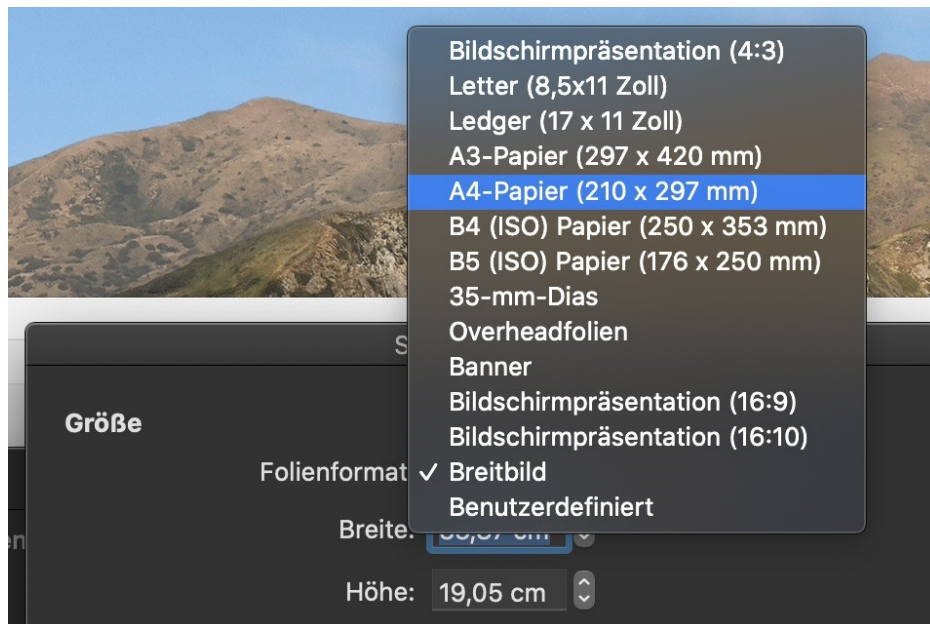 Bildschirmpräsentation (4:3)
Letter (8,5x11 Zoll)
Ledger (17 x 11 Zoll)
A3-Papier (297 x 420 mm)
A4-Papier (210 x 297 mm)
B4 (ISO) Papier (250 x 353 mm)
B5 (ISO) Papier (176 x 250 mm)
35-mm-Dias
Overheadfolien
Banner
Bildschirmpräsentation (16:9)
Größe
Bildschirmpräsentation (16:10)
Folienformat ✓ Breitbild
Benutzerdefiniert
Breite:
Höhe: 19,05 cm